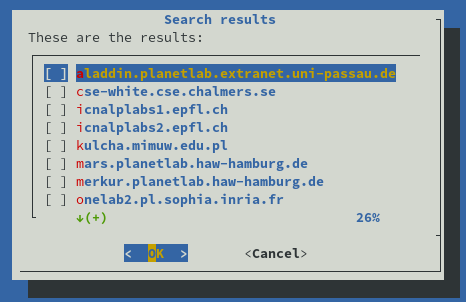 Search results
These are the results:
[ ] aladdin.planetlab.extranet.uni-passau.de
[ ] cse-white.cse.chalmers.se
[ ] icnalplabs1.epfl.ch
[ ] icnalplabs2.epfl.ch
[ ] kulcha.mimuw.edu.pl
[ ] mars.planetlab.haw-hamburg.de
[ ] merkur.planetlab.haw-hamburg.de
[ ] onelab2.pl.sophia.inria.fr
↓(+) 26%
< OK > <Cancel>